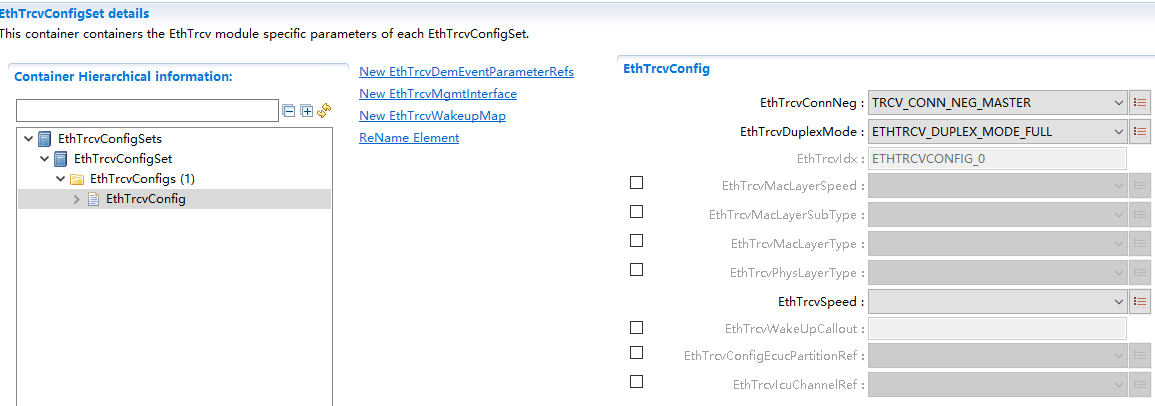 EthTrcvConfigSet details
This container containers the EthTrcv module specific parameters of each EthTrcvConfigSet.
Container Hierarchical information:
EthTrcvConfigSets
EthTrcvConfigSet
EthTrcvConfigs (1)
EthTrcvConfig
New EthTrcvDemEventParameterRefs
New EthTrcvMgmtInterface
New EthTrcvWakeupMap
ReName Element
EthTrcvConfig
EthTrcvConnNeg : TRCV_CONN_NEG_MASTER
EthTrcvDuplexMode : ETHTRCV_DUPLEX_MODE_FULL
EthTrcvIdx : ETHTRCVCONFIG_0
EthTrcvMacLayerSpeed :
EthTrcvMacLayerSubType :
EthTrcvMacLayerType :
EthTrcvPhysLayerType :
EthTrcvSpeed :
EthTrcvWakeUpCallout :
EthTrcvConfigEcucPartitionRef :
EthTrcvIcuChannelRef :